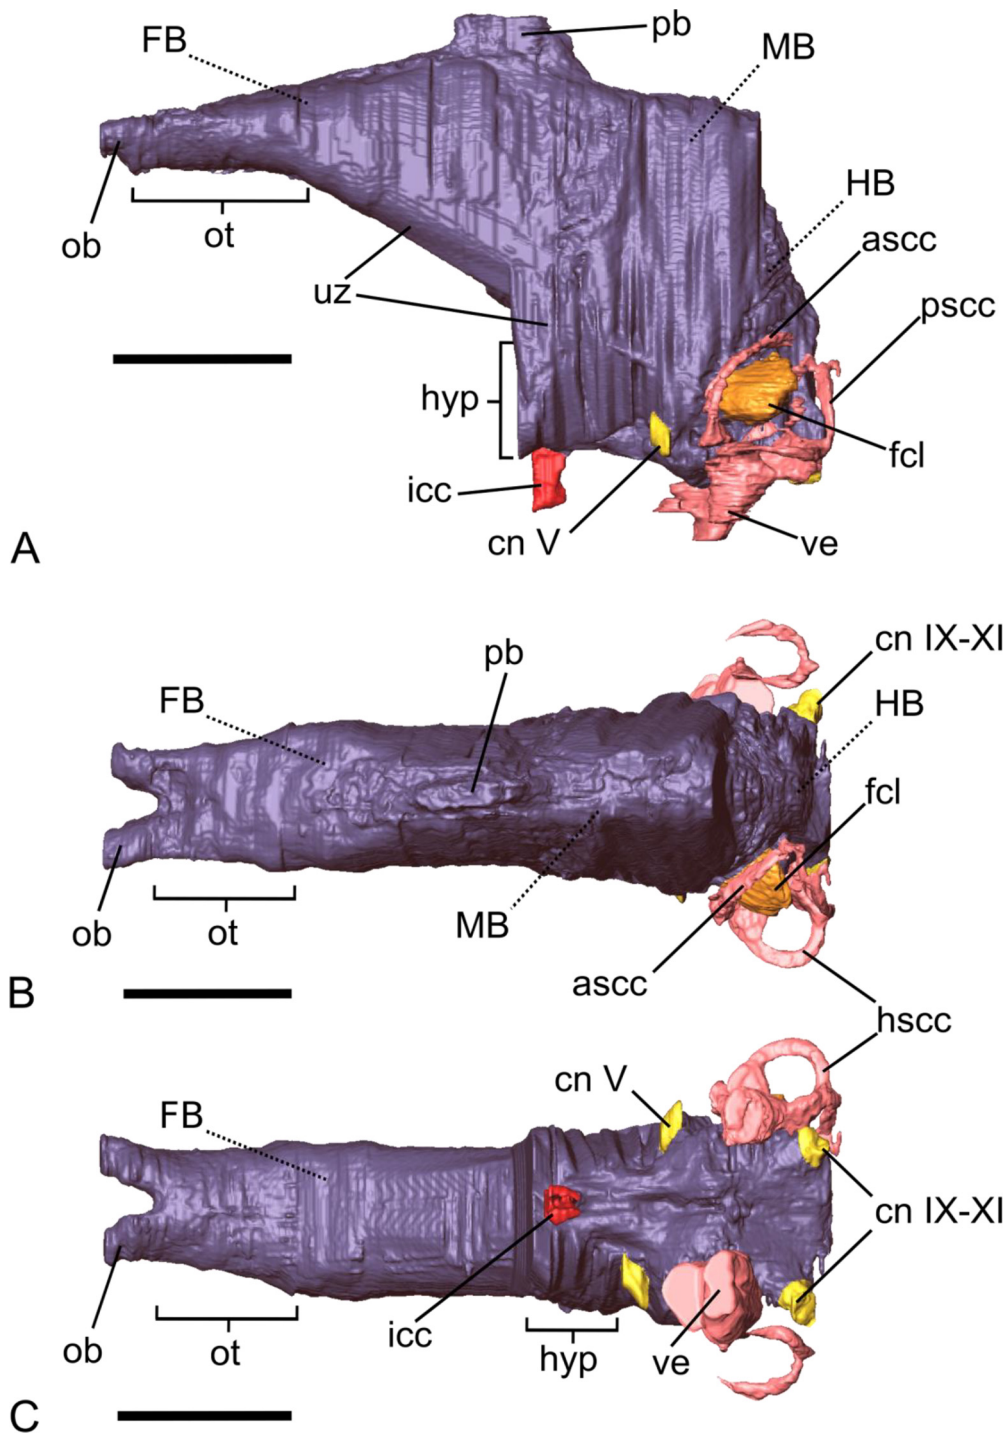 pb
FB
MB
HB
ob
ot
ascc
uz
pscc
hyp
fcl
icc
cn V
ve
A
cn IX-XI
pb
FB
HB
fcl
MB
ob
ot
ascc
B
hscc
cn V
FB
cn IX-XI
icc
ob
ot
hyp
ve
C